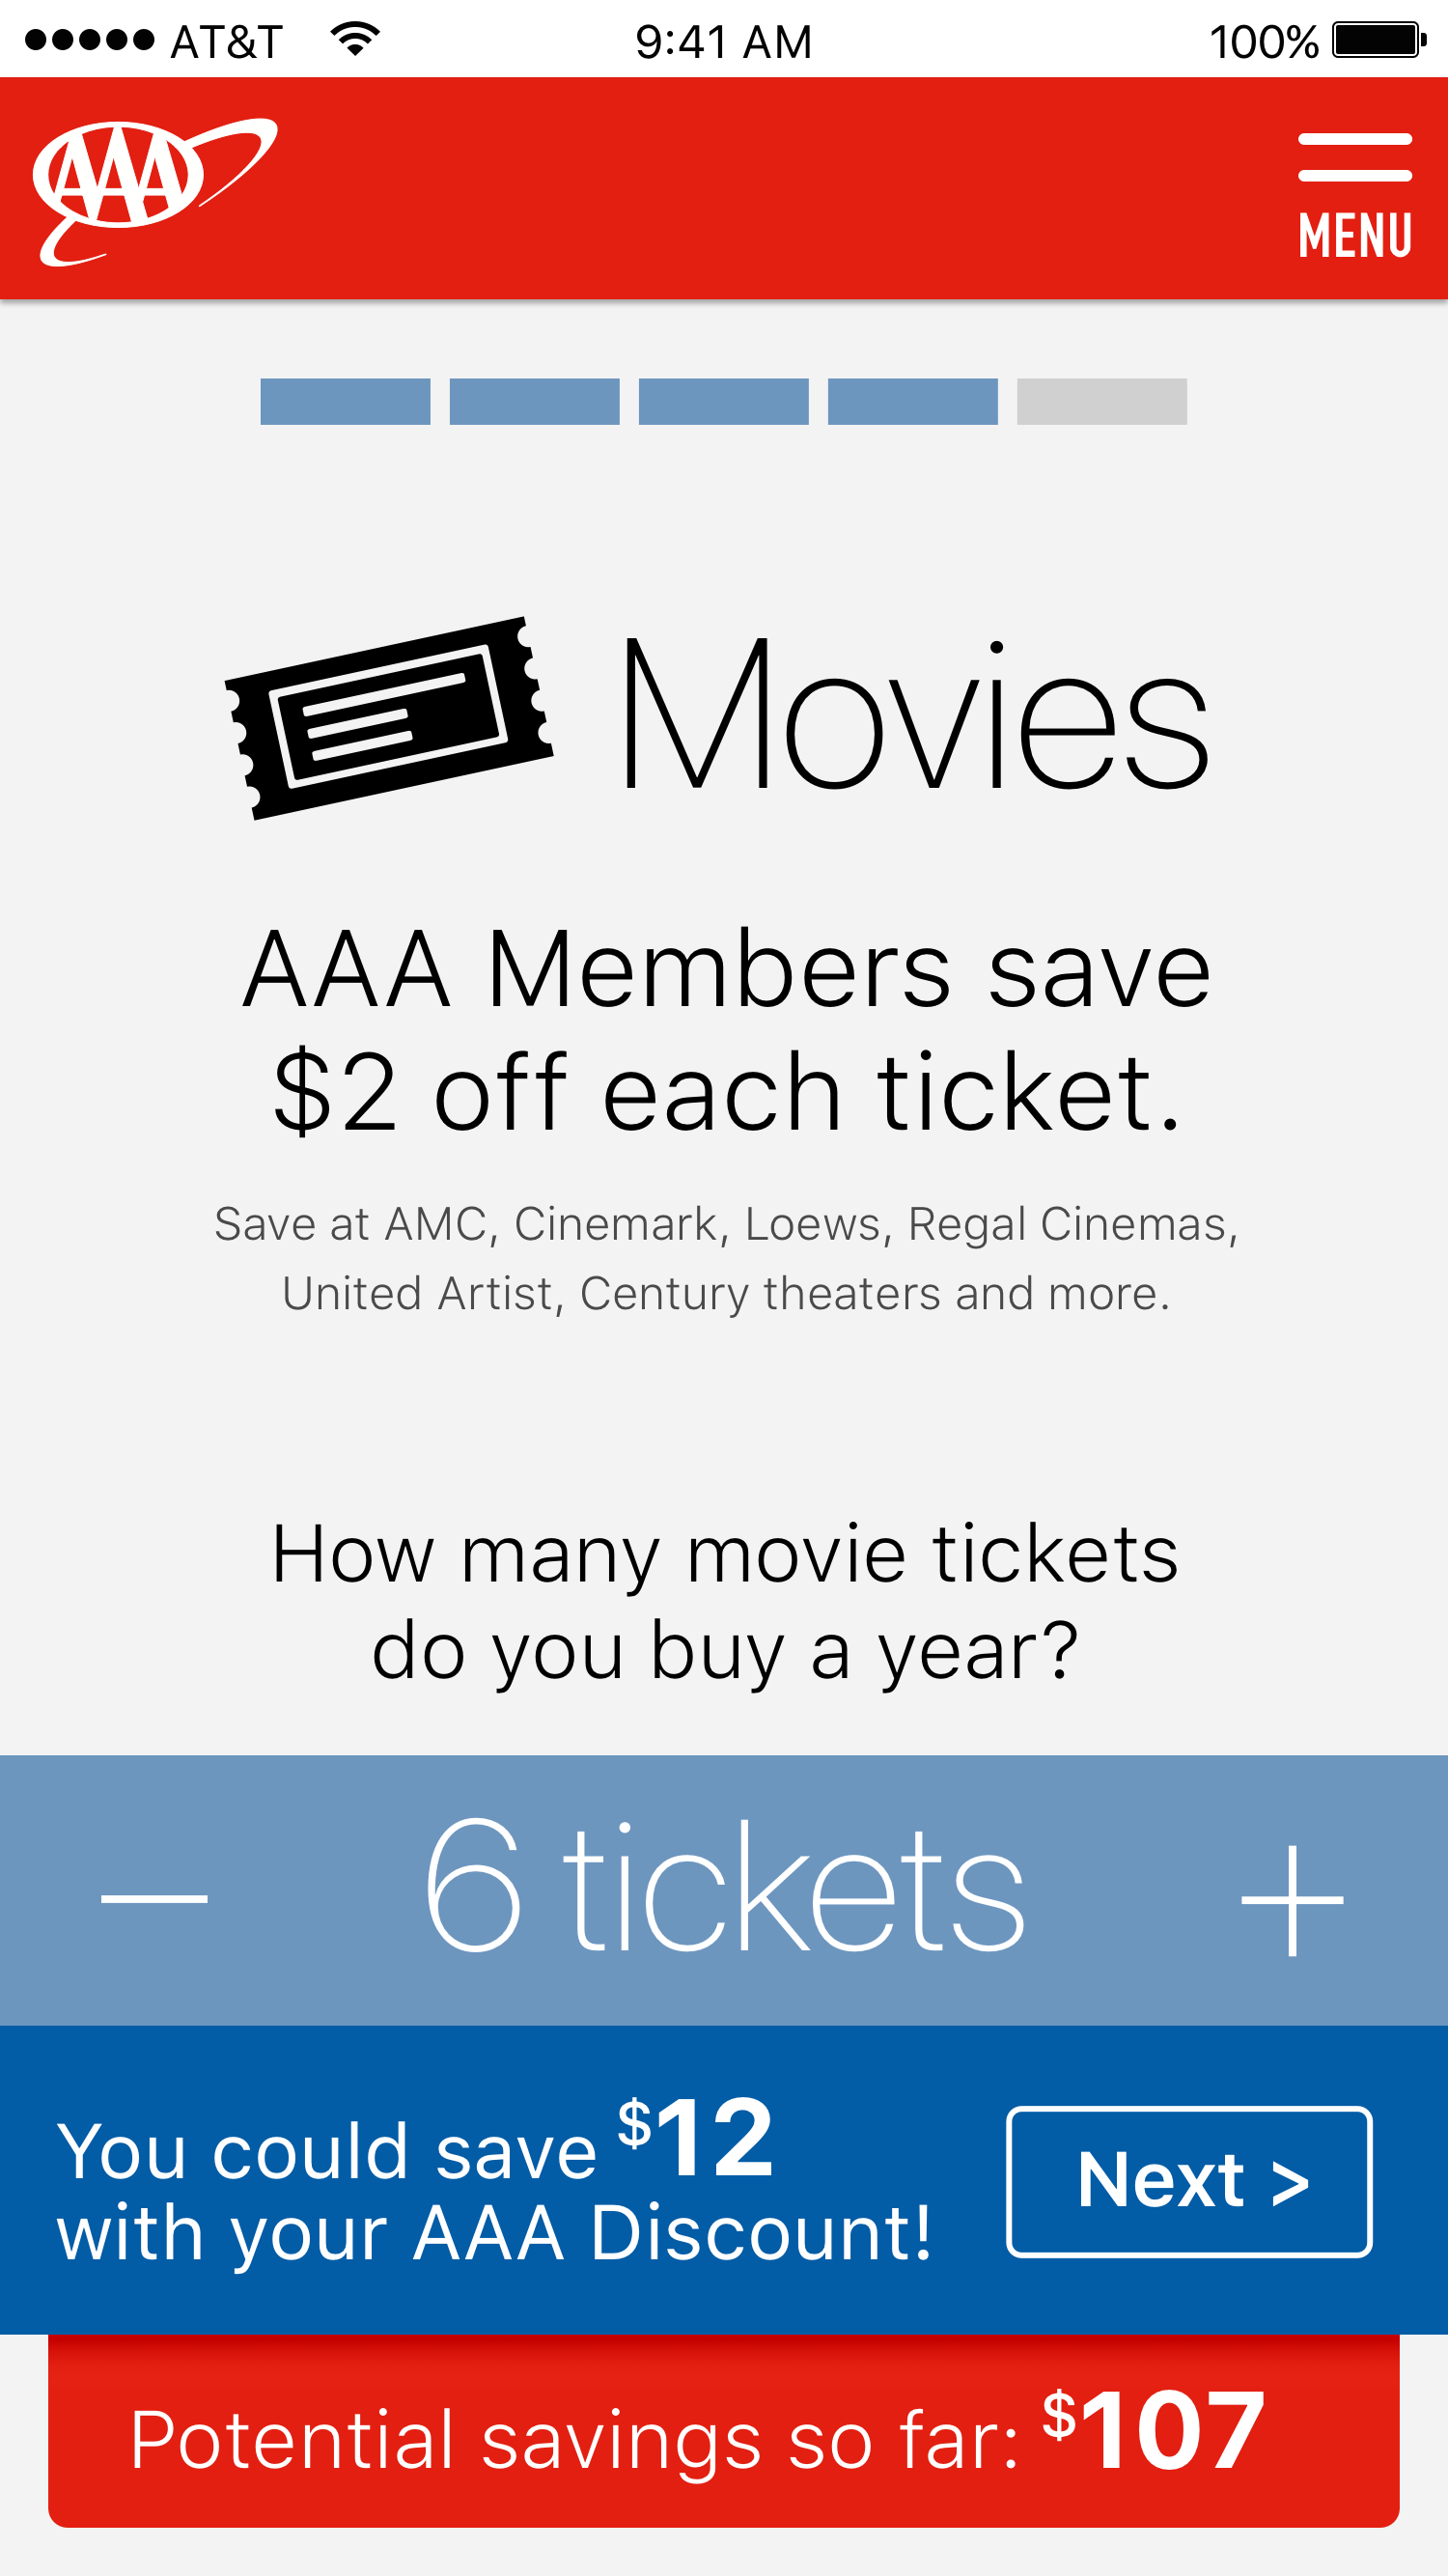 AT&T 9:41 AM 100%
AAA
MENU
Movies
AAA Members save
$2 off each ticket.
Save at AMC, Cinemark, Loews, Regal Cinemas,
United Artist, Century theaters and more.
How many movie tickets
do you buy a year?
– 6 tickets +
You could save $12
with your AAA Discount!
Next >
Potential savings so far: $107